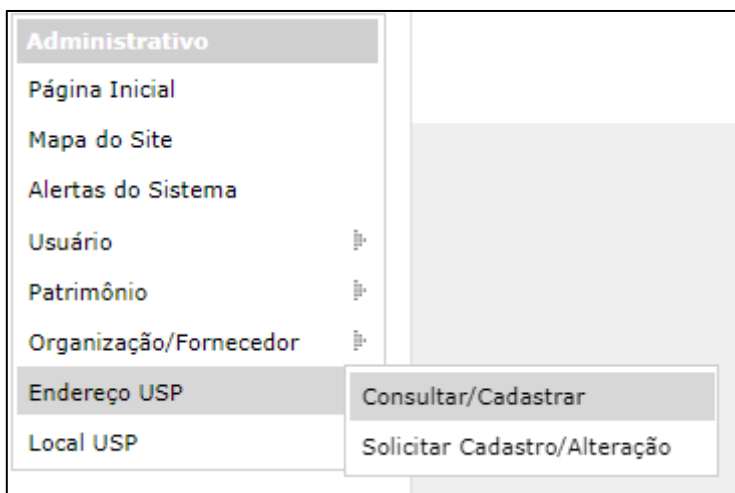 Administrativo
Página Inicial
Mapa do Site
Alertas do Sistema
Usuário
Patrimônio
Organização/Fornecedor
Endereço USP
Consultar/Cadastrar
Local USP
Solicitar Cadastro/Alteração